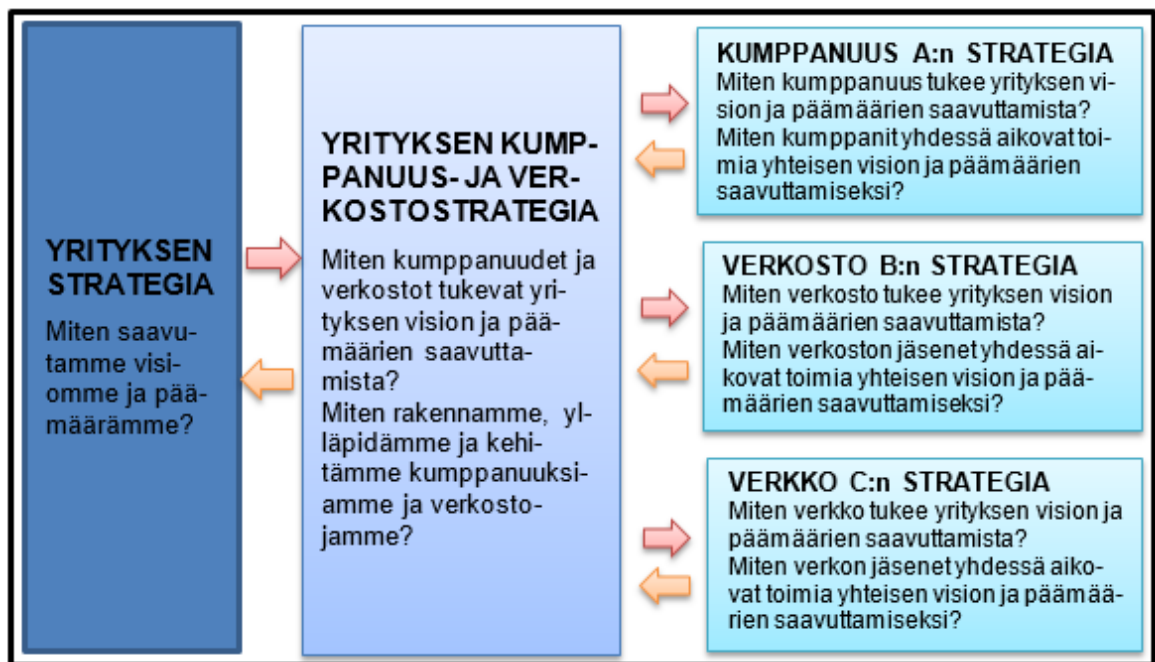 YRITYKSEN
STRATEGIA
Miten saavu-
tamme visi-
omme ja pää-
määrämme?
YRITYKSEN KUMP-
PANUUS- JA VER-
KOSTOSTRATEGIA
Miten kumppanuudet ja
verkostot tukevat yri-
tyksen vision ja pää-
määrien saavutta-
mista?
Miten rakennamme, yl-
läpidämme ja kehi-
tämme kumppanuuksi-
amme ja verkosto-
jamme?
KUMPPANUUS A:n STRATEGIA
Miten kumppanuus tukee yrityksen vi-
sion ja päämäärien saavuttamista?
Miten kumppanit yhdessä aikovat toi-
mia yhteisen vision ja päämäärien
saavuttamiseksi?
VERKOSTO B:n STRATEGIA
Miten verkosto tukee yrityksen vision
ja päämäärien saavuttamista?
Miten verkoston jäsenet yhdessä ai-
kovat toimia yhteisen vision ja pää-
määrien saavuttamiseksi?
VERKKO C:n STRATEGIA
Miten verkko tukee yrityksen vision ja
päämäärien saavuttamista?
Miten verkon jäsenet yhdessä aiko-
vat toimia yhteisen vision ja päämää-
rien saavuttamiseksi?